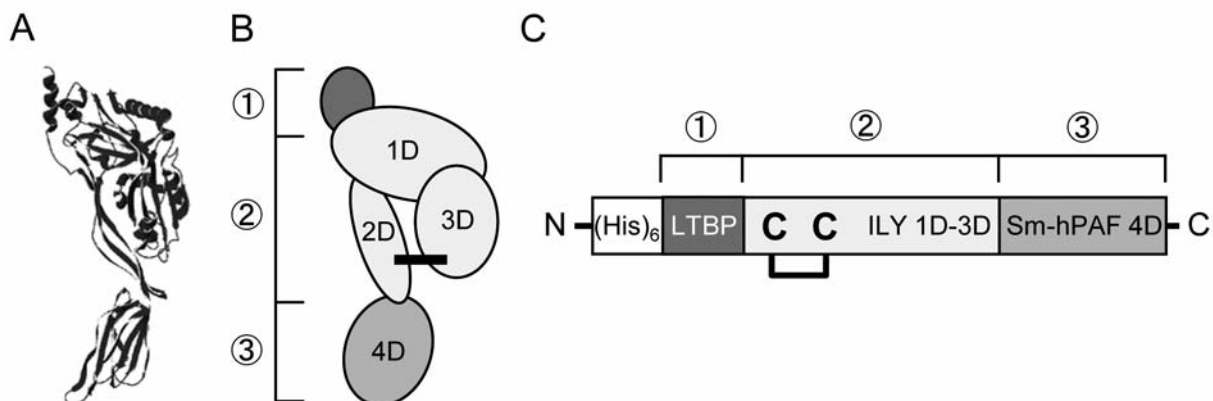 A
B
C
①
②
③
1D
2D
3D
4D
①
②
③
N
(His)₆
LTBP
C C
ILY 1D-3D
Sm-hPAF 4D
C